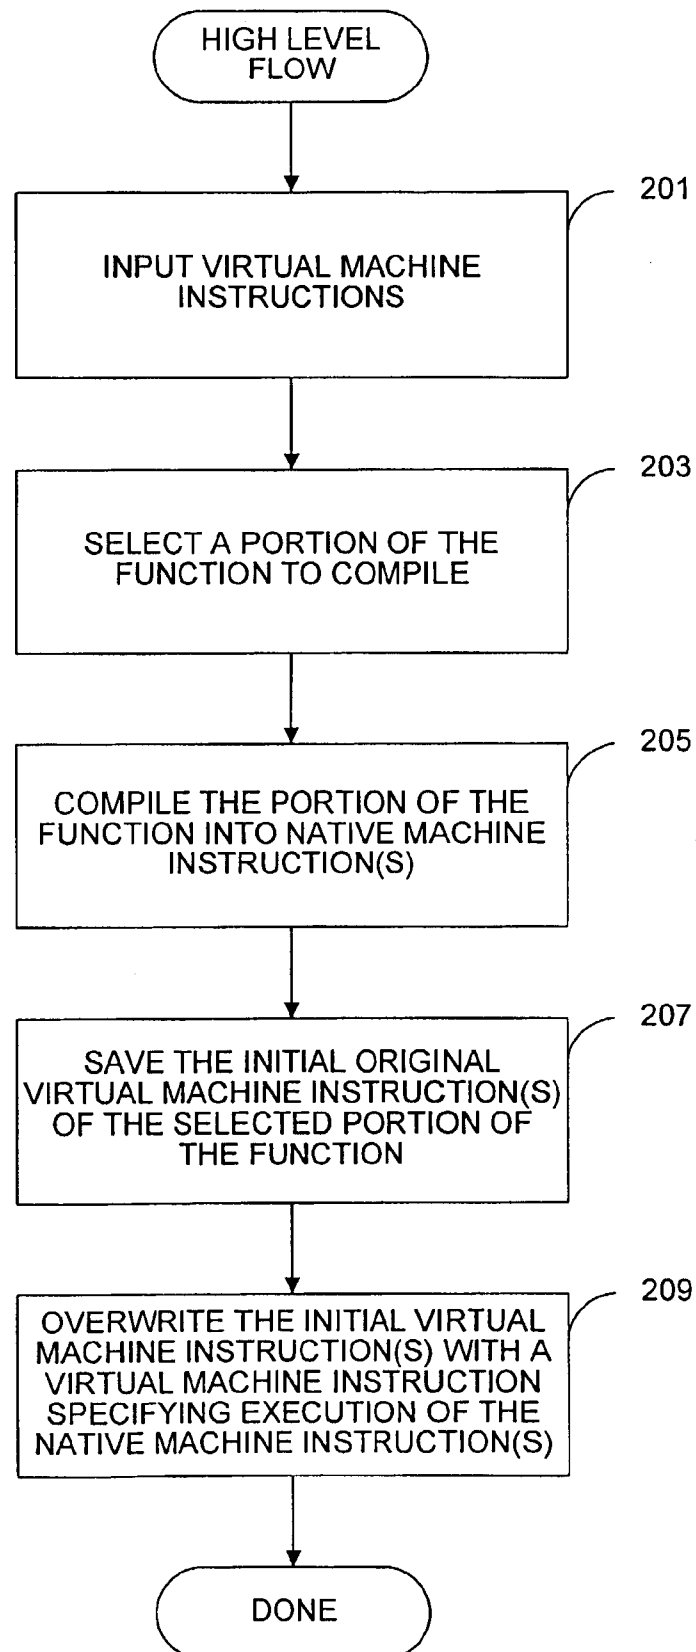 HIGH LEVEL
FLOW
201
INPUT VIRTUAL MACHINE
INSTRUCTIONS
203
SELECT A PORTION OF THE
FUNCTION TO COMPILE
205
COMPILE THE PORTION OF THE
FUNCTION INTO NATIVE MACHINE
INSTRUCTION(S)
207
SAVE THE INITIAL ORIGINAL
VIRTUAL MACHINE INSTRUCTION(S)
OF THE SELECTED PORTION OF
THE FUNCTION
209
OVERWRITE THE INITIAL VIRTUAL
MACHINE INSTRUCTION(S) WITH A
VIRTUAL MACHINE INSTRUCTION
SPECIFYING EXECUTION OF THE
NATIVE MACHINE INSTRUCTION(S)
DONE